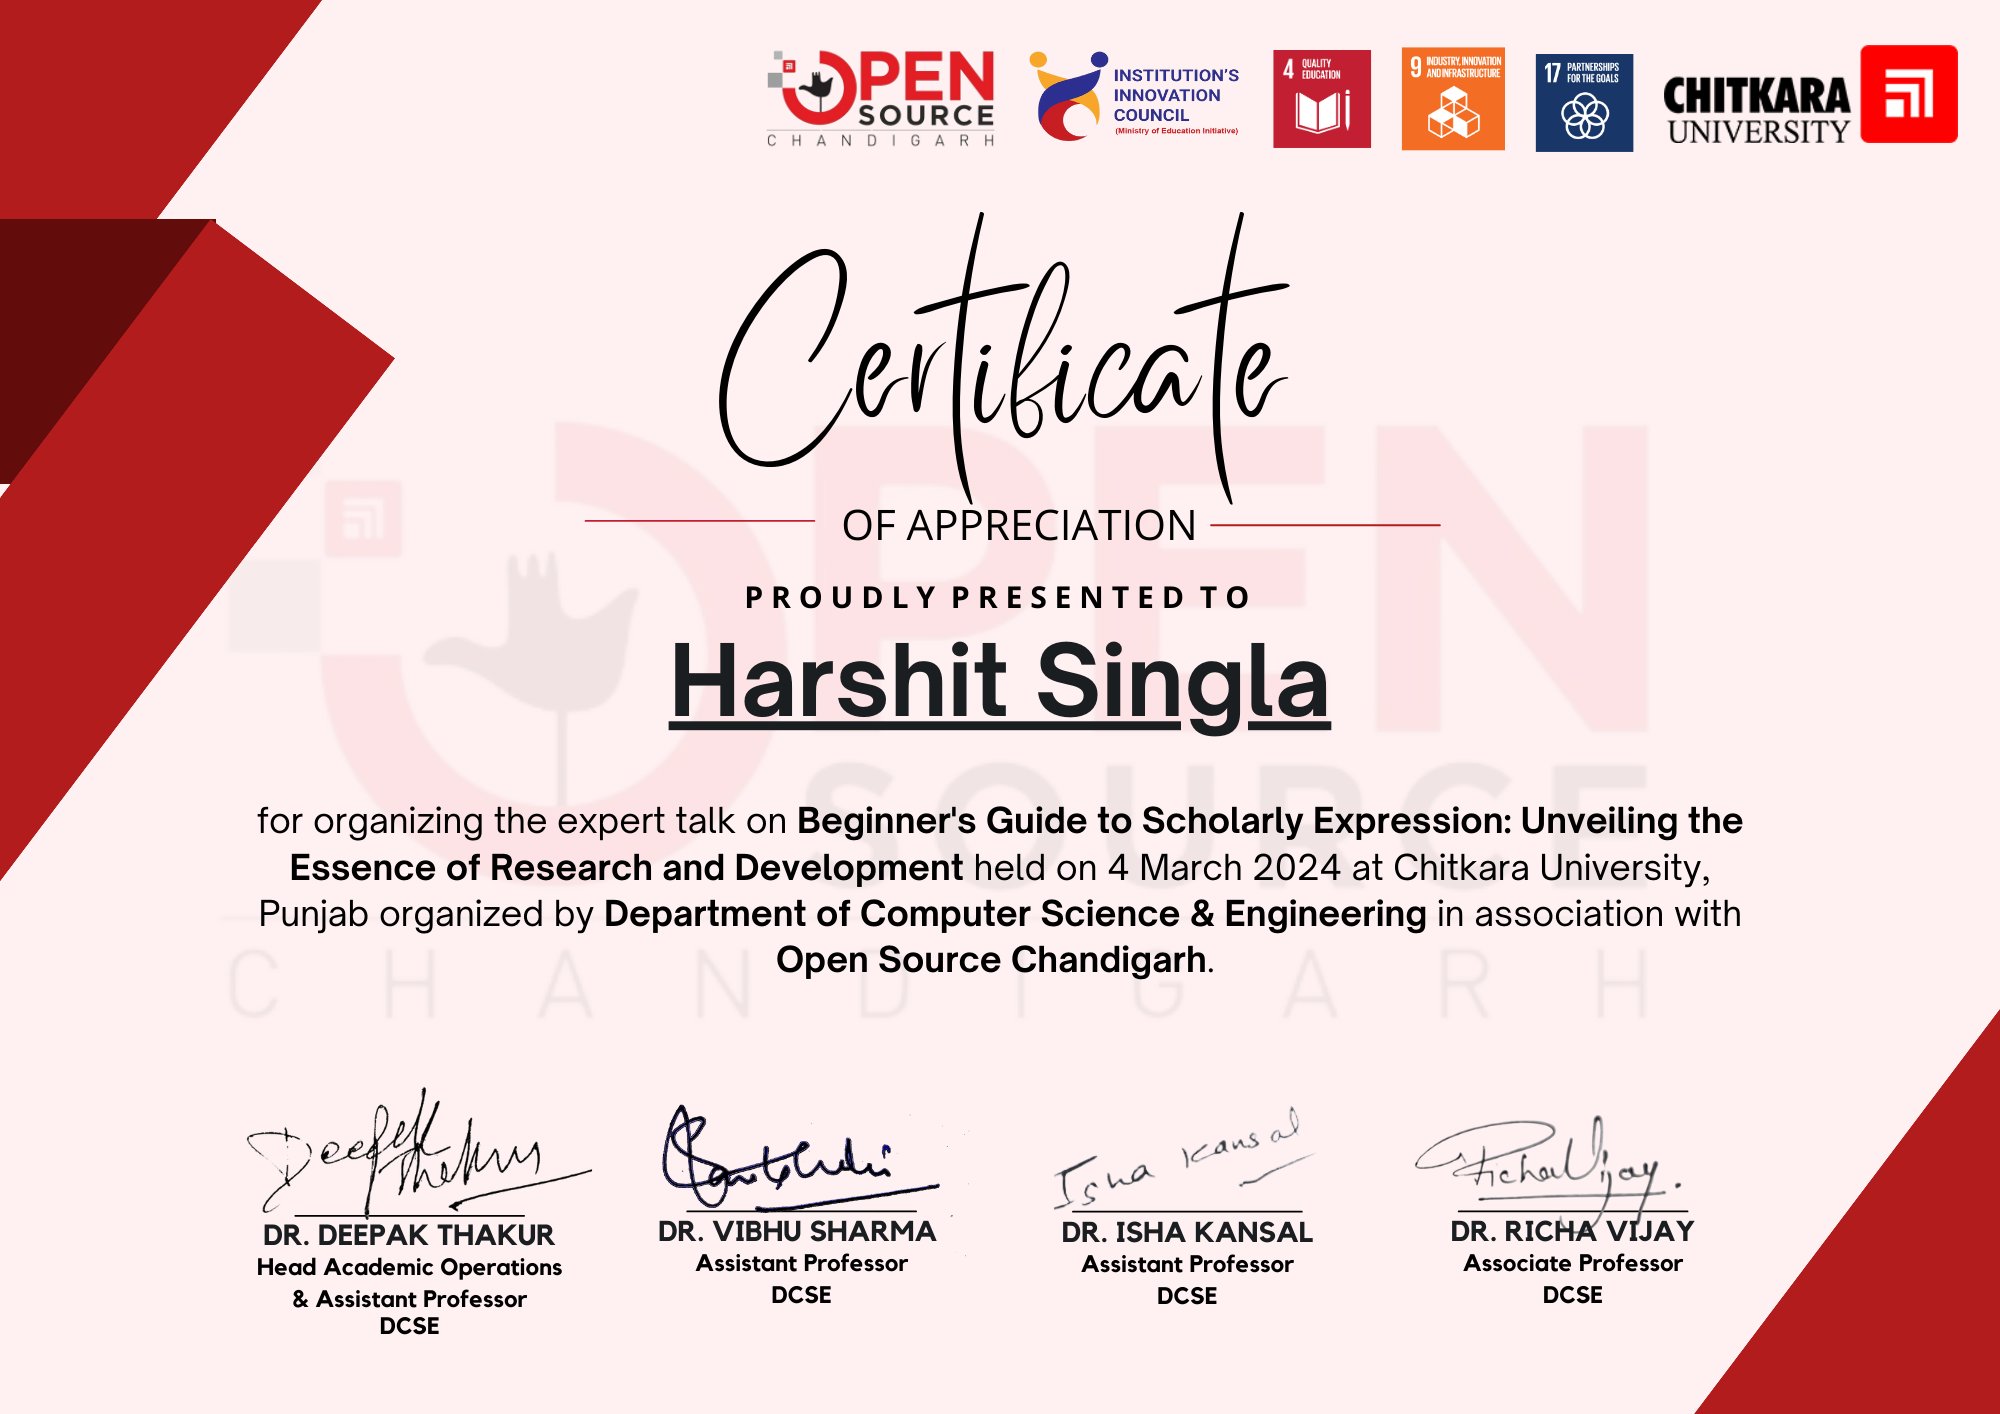 OPEN
SOURCE
CHANDIGARH
INSTITUTION'S
INNOVATION
COUNCIL
(Ministry of Education Initiative)
4 QUALITY
EDUCATION
9 INDUSTRY, INNOVATION
AND INFRASTRUCTURE
17 PARTNERSHIPS
FOR THE GOALS
CHITKARA
UNIVERSITY
Certificate
OF APPRECIATION
PROUDLY PRESENTED TO
Harshit Singla
for organizing the expert talk on Beginner's Guide to Scholarly Expression: Unveiling the
Essence of Research and Development held on 4 March 2024 at Chitkara University,
Punjab organized by Department of Computer Science & Engineering in association with
Open Source Chandigarh.
OPEN
SOURCE
CHANDIGARH
Deepak Thakur
Isha Kansal
Richa Vijay.
DR. DEEPAK THAKUR
Head Academic Operations
& Assistant Professor
DCSE
DR. VIBHU SHARMA
Assistant Professor
DCSE
DR. ISHA KANSAL
Assistant Professor
DCSE
DR. RICHA VIJAY
Associate Professor
DCSE